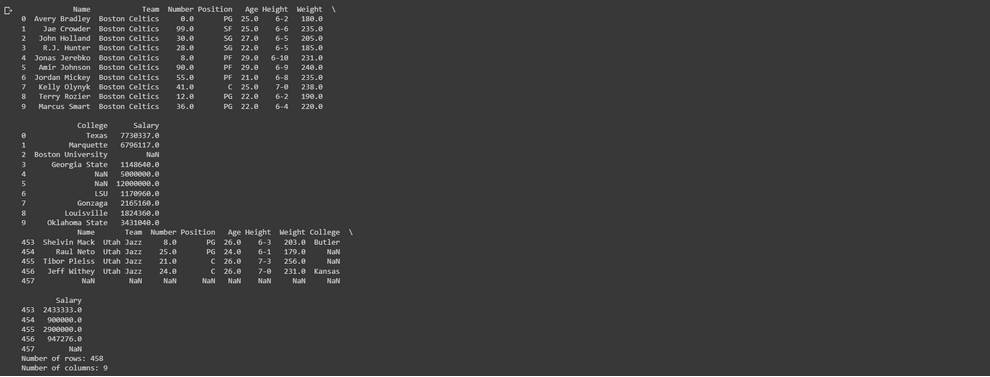 Name            Team  Number Position   Age Height  Weight  \
0  Avery Bradley  Boston Celtics     0.0       PG  25.0    6-2   180.0
1    Jae Crowder  Boston Celtics    99.0       SF  25.0    6-6   235.0
2   John Holland  Boston Celtics    30.0       SG  27.0    6-5   205.0
3    R.J. Hunter  Boston Celtics    28.0       SG  22.0    6-5   185.0
4  Jonas Jerebko  Boston Celtics     8.0       PF  29.0   6-10   231.0
5   Amir Johnson  Boston Celtics    90.0       PF  29.0    6-9   240.0
6  Jordan Mickey  Boston Celtics    55.0       PF  21.0    6-8   235.0
7   Kelly Olynyk  Boston Celtics    41.0        C  25.0    7-0   238.0
8   Terry Rozier  Boston Celtics    12.0       PG  22.0    6-2   190.0
9   Marcus Smart  Boston Celtics    36.0       PG  22.0    6-4   220.0
             College      Salary
0              Texas   7730337.0
1          Marquette   6796117.0
2  Boston University         NaN
3      Georgia State   1148640.0
4                NaN   5000000.0
5                NaN  12000000.0
6                LSU   1170960.0
7            Gonzaga   2165160.0
8         Louisville   1824360.0
9     Oklahoma State   3431040.0
             Name       Team  Number Position   Age Height  Weight College  \
453  Shelvin Mack  Utah Jazz     8.0       PG  26.0    6-3   203.0  Butler
454     Raul Neto  Utah Jazz    25.0       PG  24.0    6-1   179.0     NaN
455  Tibor Pleiss  Utah Jazz    21.0        C  26.0    7-3   256.0     NaN
456   Jeff Withey  Utah Jazz    24.0        C  26.0    7-0   231.0  Kansas
457           NaN        NaN     NaN      NaN   NaN    NaN     NaN     NaN
        Salary
453  2433333.0
454   900000.0
455  2900000.0
456   947276.0
457        NaN
Number of rows: 458
Number of columns: 9